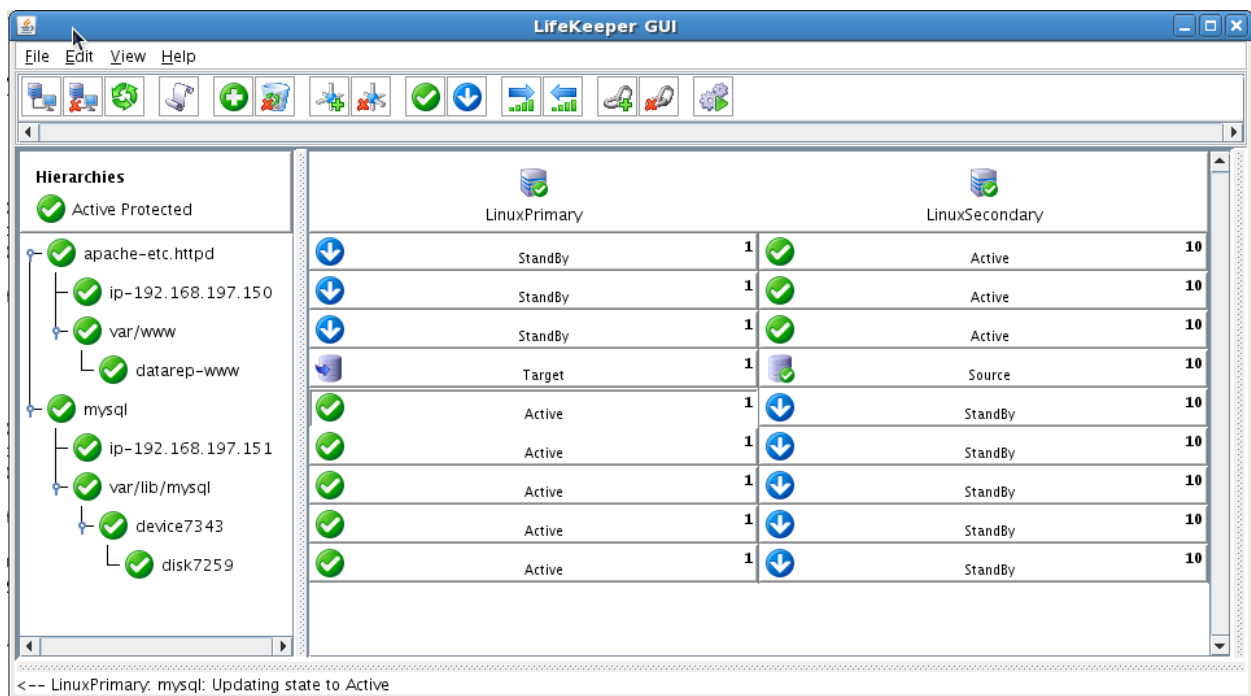 LifeKeeper GUI
File Edit View Help
Hierarchies
Active Protected
LinuxPrimary LinuxSecondary
apache-etc.httpd StandBy 1 Active 10
ip-192.168.197.150 StandBy 1 Active 10
var/www StandBy 1 Active 10
datarep-www Target 1 Source 10
mysql Active 1 StandBy 10
ip-192.168.197.151 Active 1 StandBy 10
var/lib/mysql Active 1 StandBy 10
device7343 Active 1 StandBy 10
disk7259 Active 1 StandBy 10
<-- LinuxPrimary: mysql: Updating state to Active